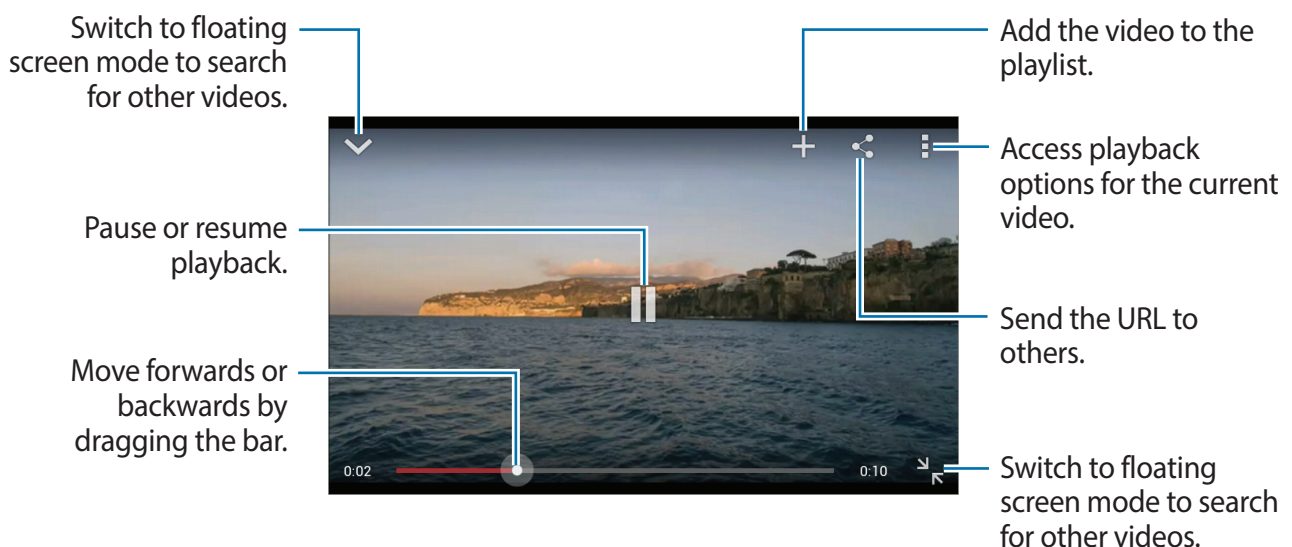 Switch to floating
screen mode to search
for other videos.
Pause or resume
playback.
Move forwards or
backwards by
dragging the bar.
Add the video to the
playlist.
Access playback
options for the current
video.
Send the URL to
others.
Switch to floating
screen mode to search
for other videos.
0:02
0:10